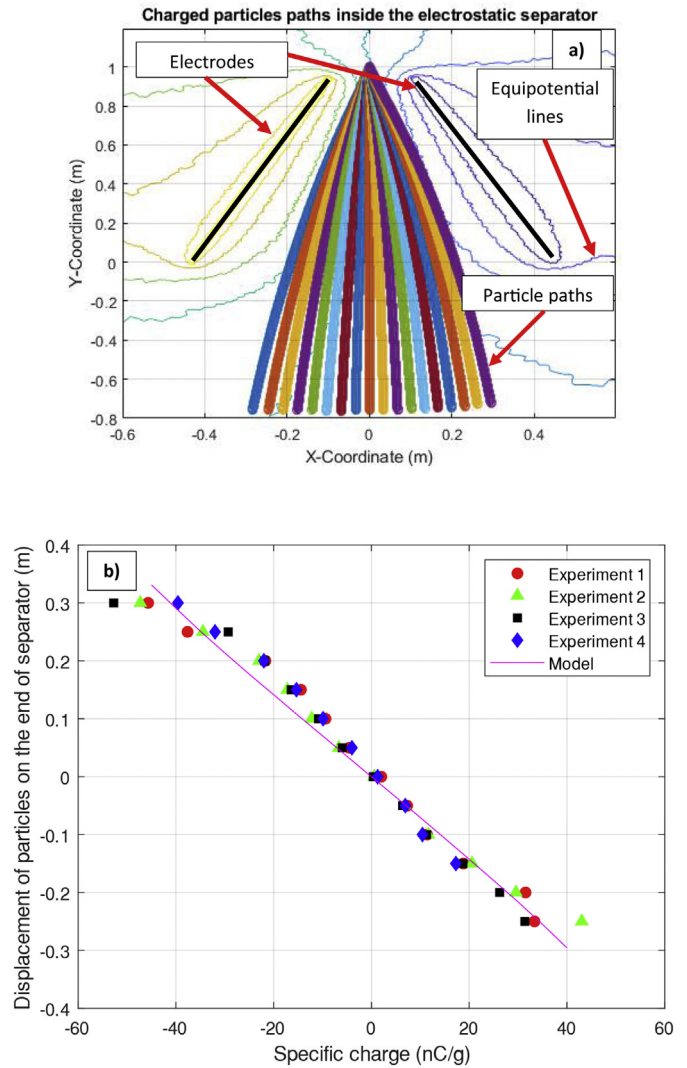 Charged particles paths inside the electrostatic separator
a)
Electrodes
Equipotential
lines
Particle paths
Y-Coordinate (m)
1
0.8
0.6
0.4
0.2
0
-0.2
-0.4
-0.6
-0.8
-0.6
-0.4
-0.2
0
0.2
0.4
X-Coordinate (m)
b)
Experiment 1
Experiment 2
Experiment 3
Experiment 4
Model
Displacement of particles on the end of separator (m)
0.4
0.3
0.2
0.1
0
-0.1
-0.2
-0.3
-0.4
-60
-40
-20
0
20
40
60
Specific charge (nC/g)